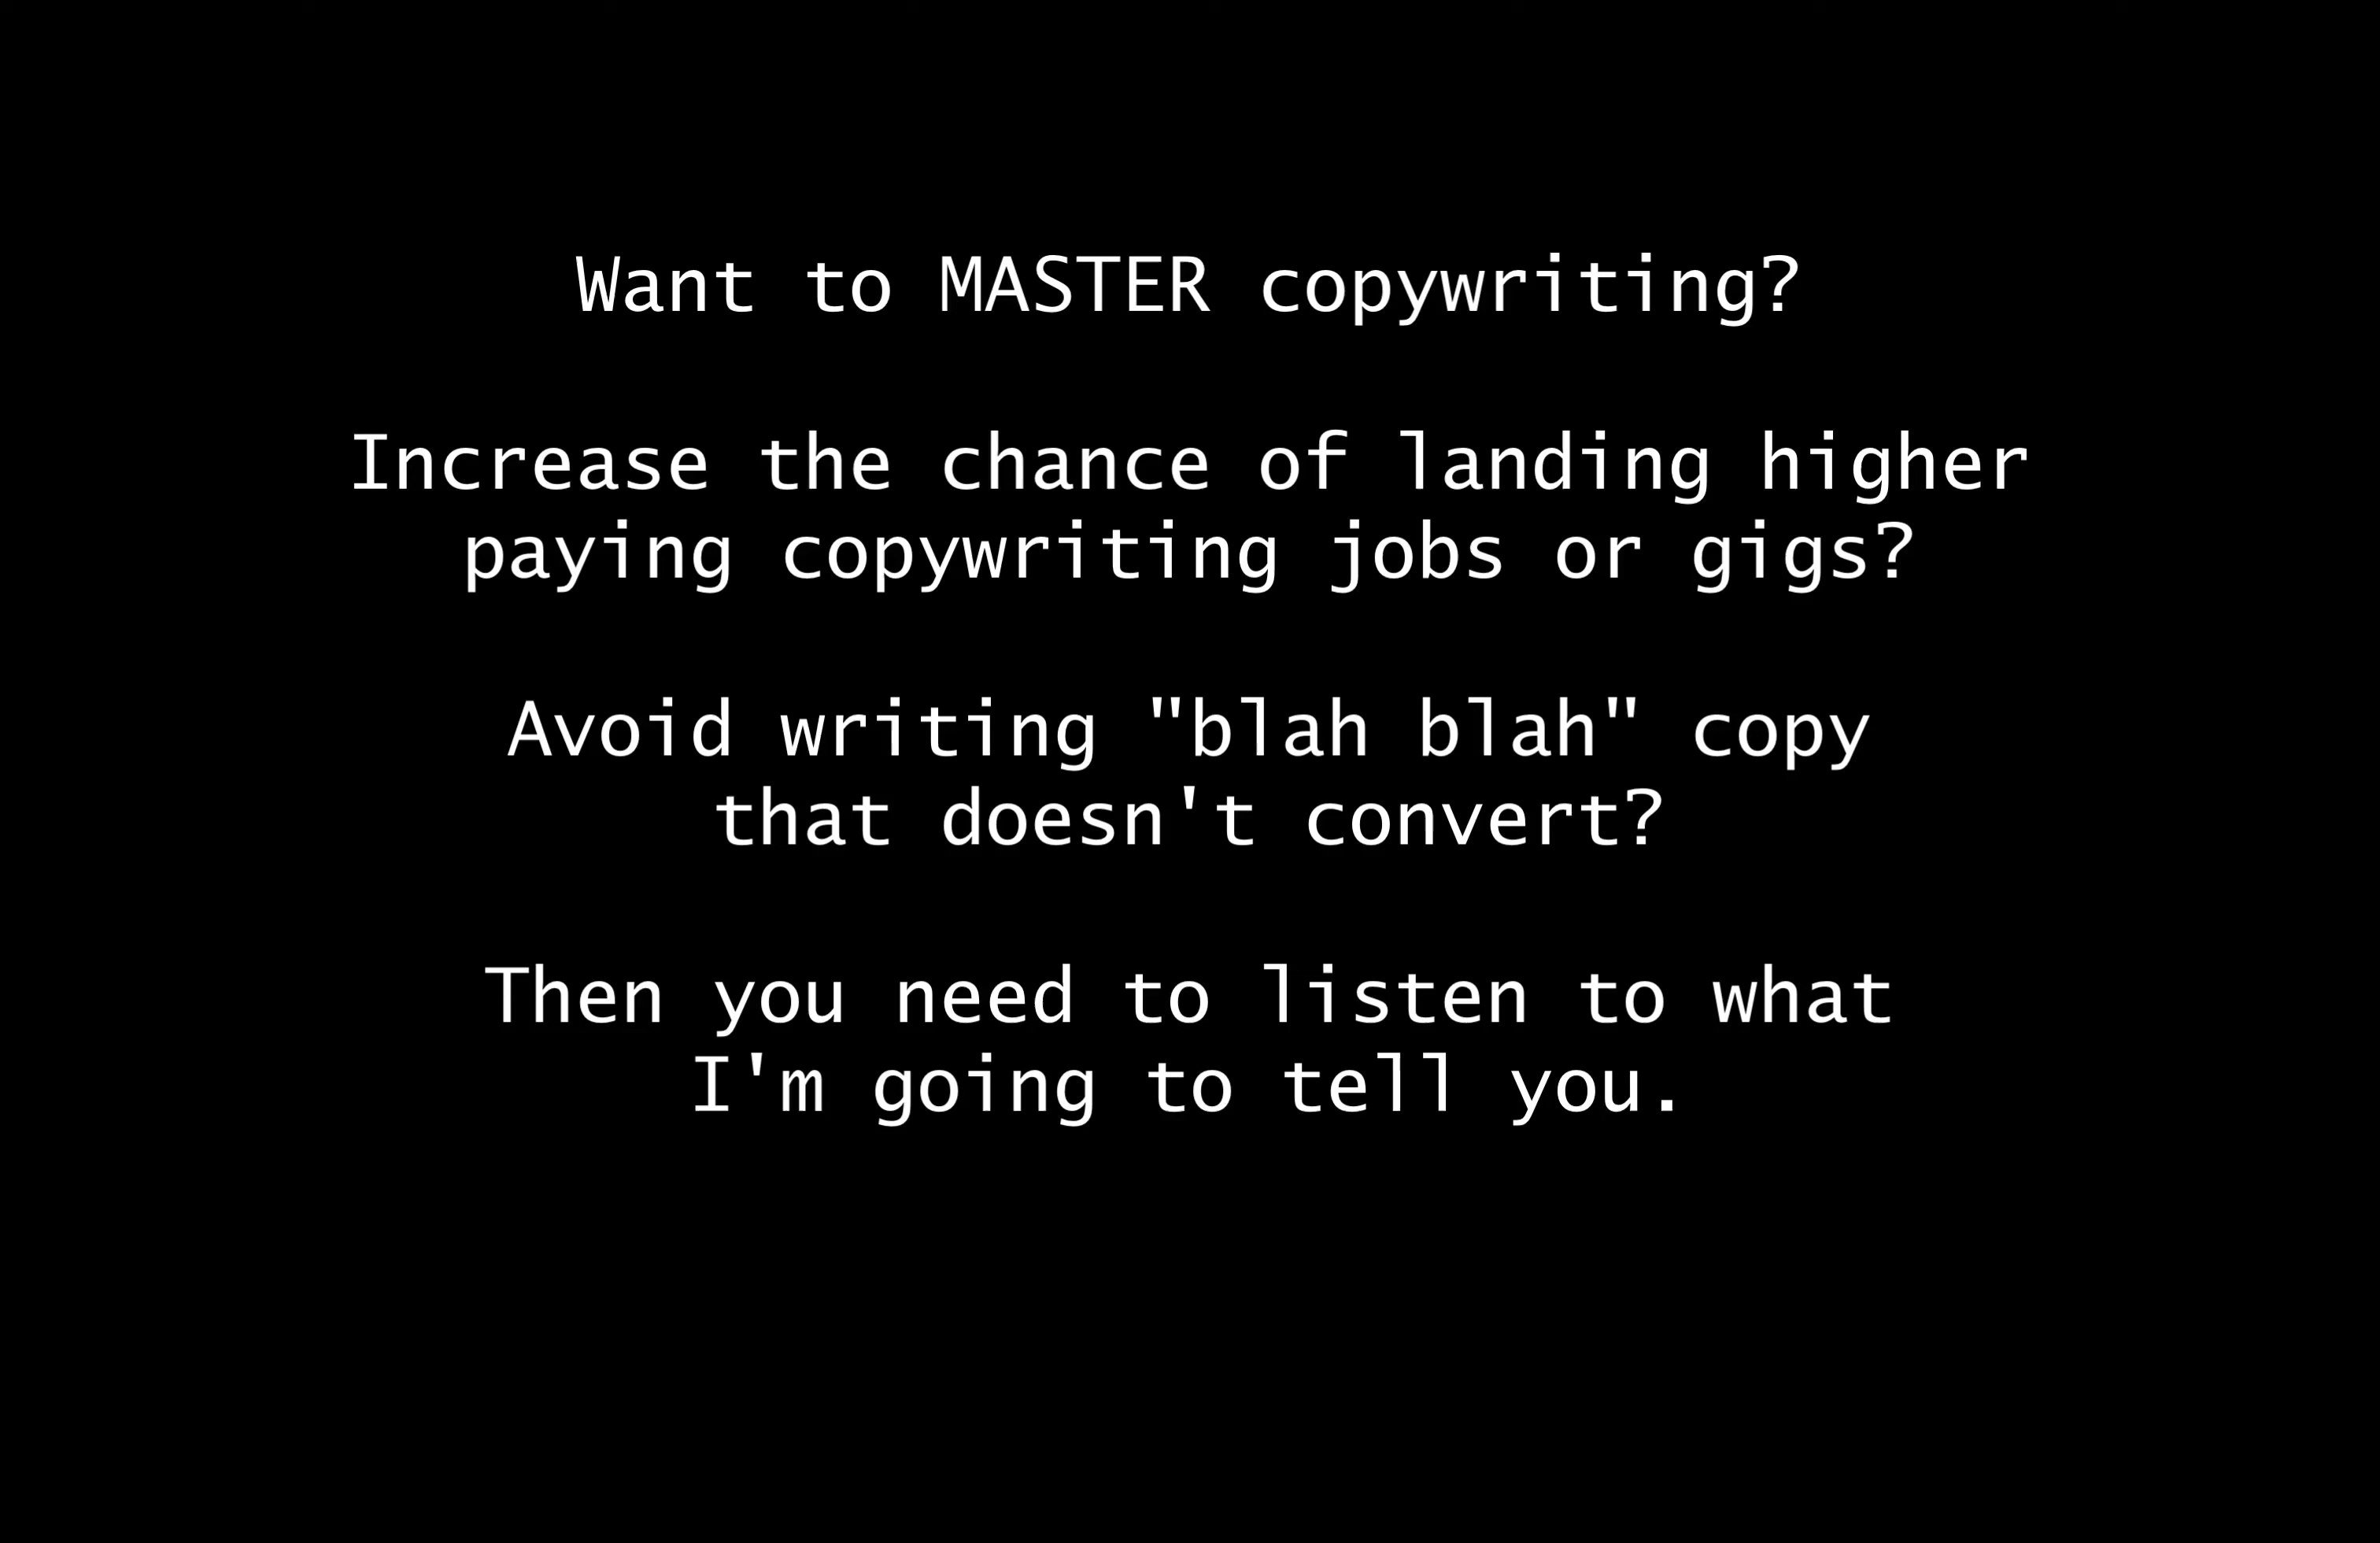 Want to MASTER copywriting?
Increase the chance of landing higher
paying copywriting jobs or gigs?
Avoid writing "blah blah" copy
that doesn't convert?
Then you need to listen to what
I'm going to tell you.